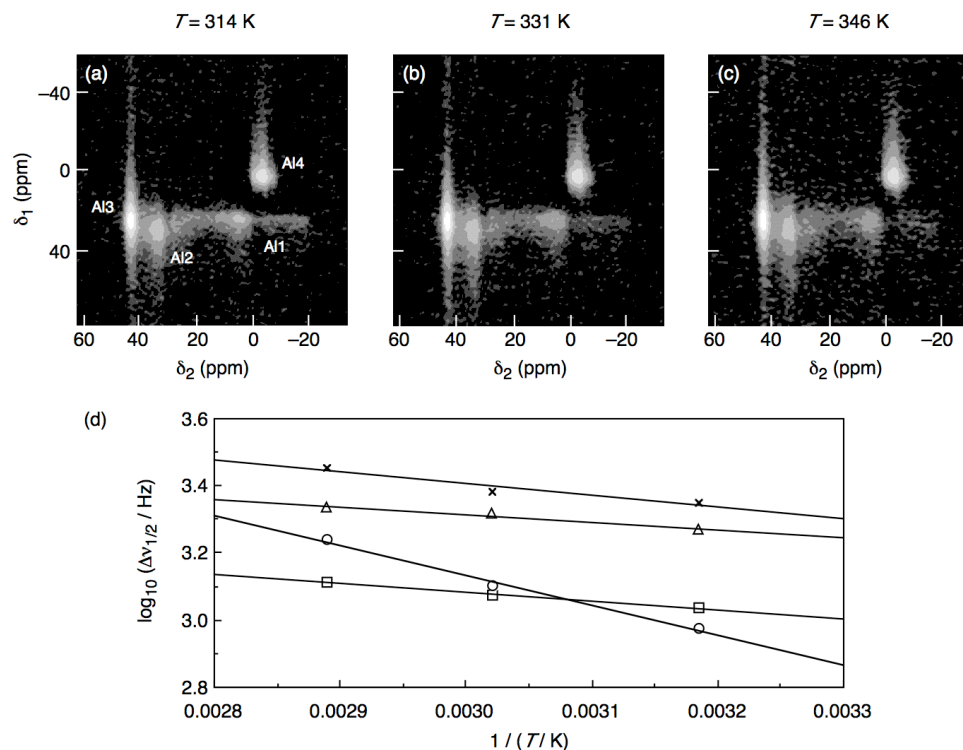 T = 314 K
T = 331 K
T = 346 K
(a)
(b)
(c)
–40
0
40
δ1 (ppm)
Al4
Al3
Al1
Al2
60 40 20 0 –20
60 40 20 0 –20
60 40 20 0 –20
δ2 (ppm)
δ2 (ppm)
δ2 (ppm)
(d)
3.6
3.4
3.2
3.0
2.8
log10 (Δν1/2 / Hz)
0.0028 0.0029 0.0030 0.0031 0.0032 0.0033
1 / (T / K)